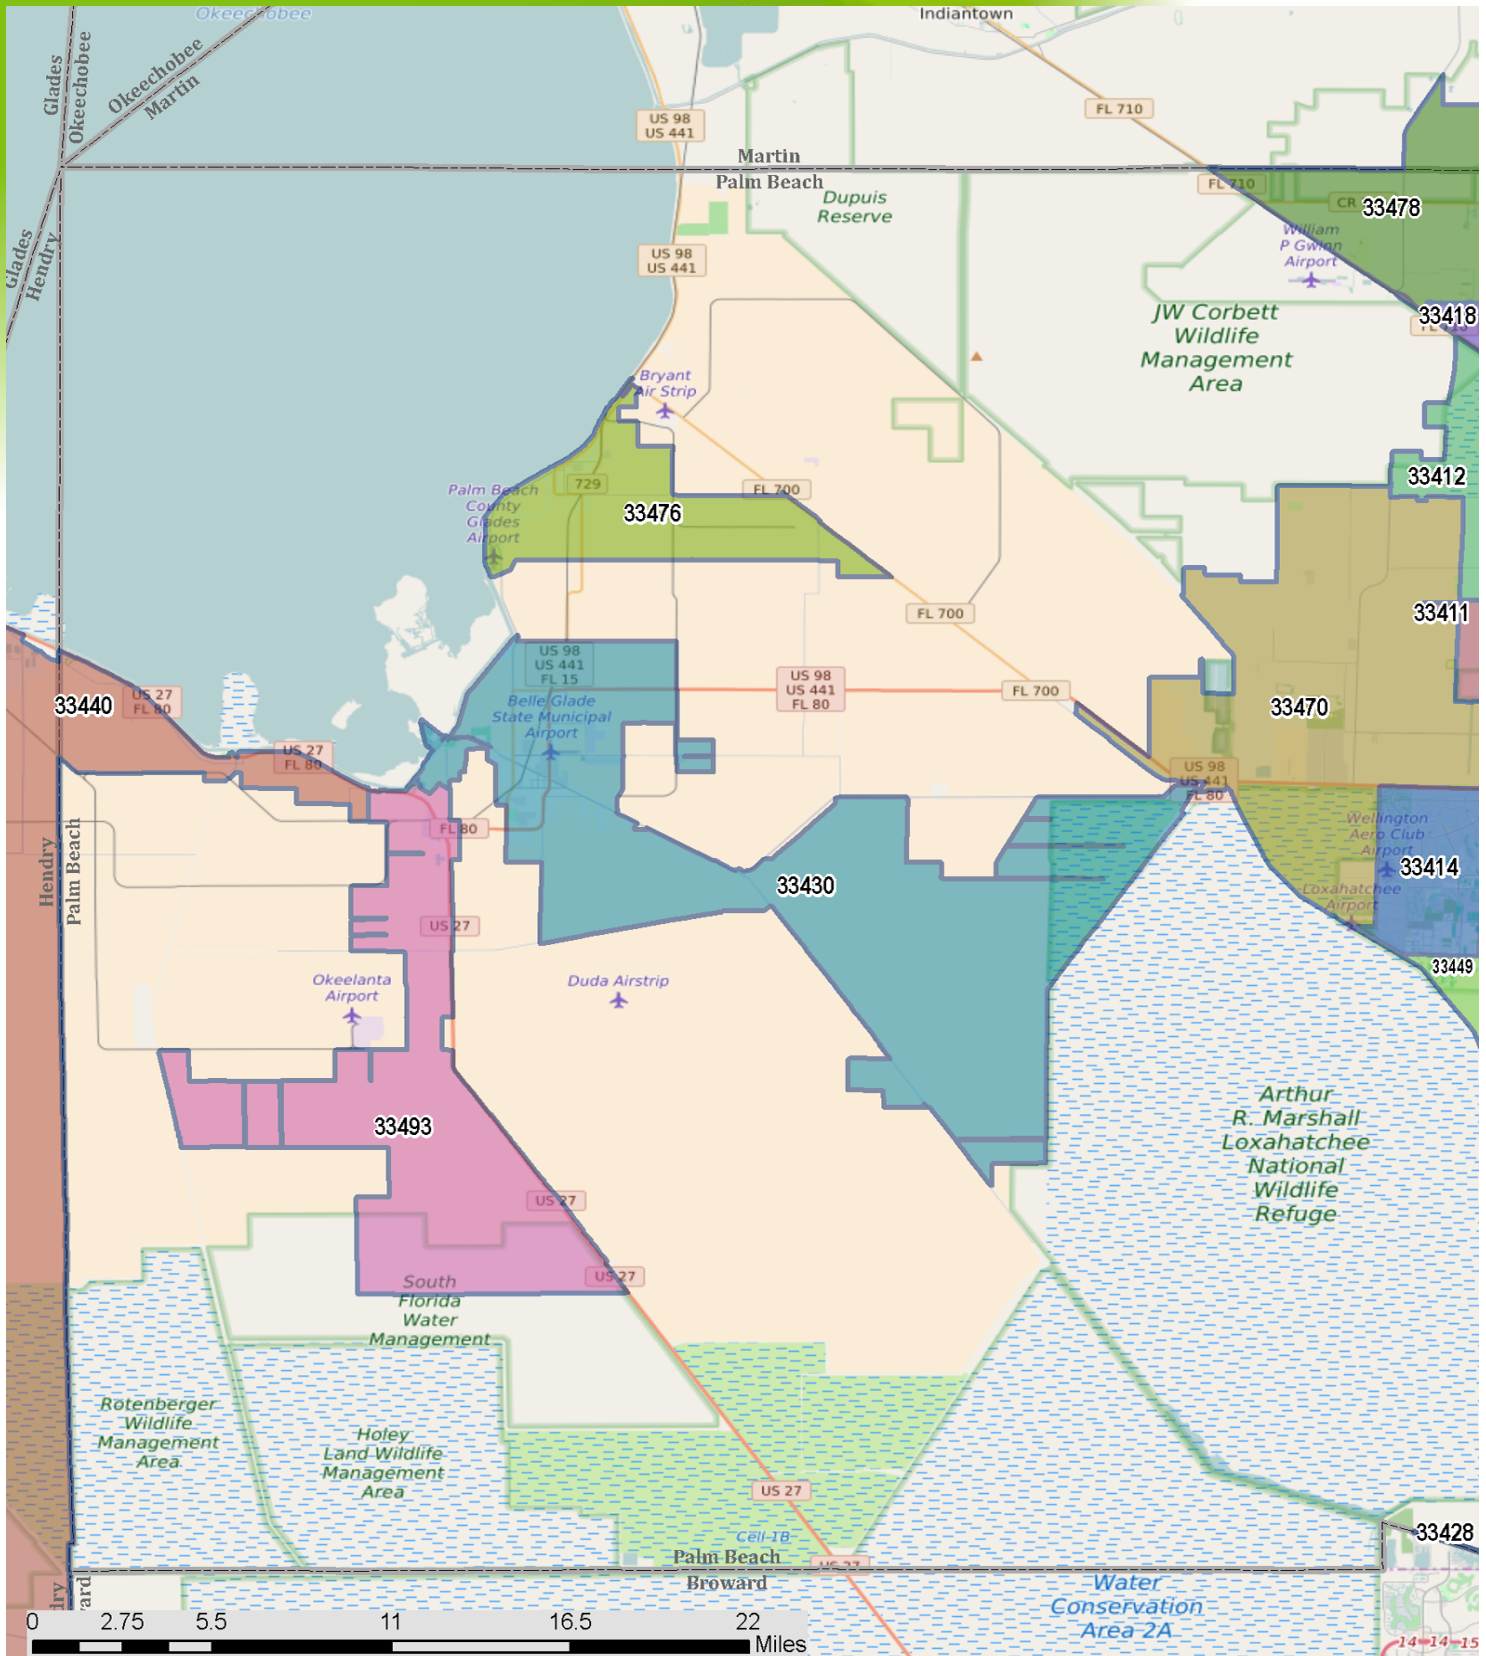 Okeechobee
Indiantown
Glades
Okeechobee
Okeechobee
Martin
US 98
US 441
FL 710
Martin
Palm Beach
FL 710
Dupuis
Reserve
CR
33478
Glades
Hendry
US 98
US 441
William
P Gwinn
Airport
JW Corbett
Wildlife
Management
Area
33418
Bryant
Air Strip
33412
729
FL 700
Palm Beach
County
Glades
Airport
33476
FL 700
33411
US 98
US 441
FL 15
US 98
US 441
FL 80
FL 700
33440
US 27
FL 80
Belle Glade
State Municipal
Airport
33470
US 27
FL 80
US 98
US 441
FL 80
FL 80
Wellington
Aero Club
Airport
33414
Hendry
Palm Beach
33430
Loxahatchee
Airport
US 27
33449
Okeelanta
Airport
Duda Airstrip
33493
Arthur
R. Marshall
Loxahatchee
National
Wildlife
Refuge
US 27
US 27
South
Florida
Water
Management
Rotenberger
Wildlife
Management
Area
Holey
Land Wildlife
Management
Area
US 27
Cell 1B
33428
Palm Beach
Broward
US 27
Water
Conservation
Area 2A
0 2.75 5.5 11 16.5 22
Miles
14 14 15